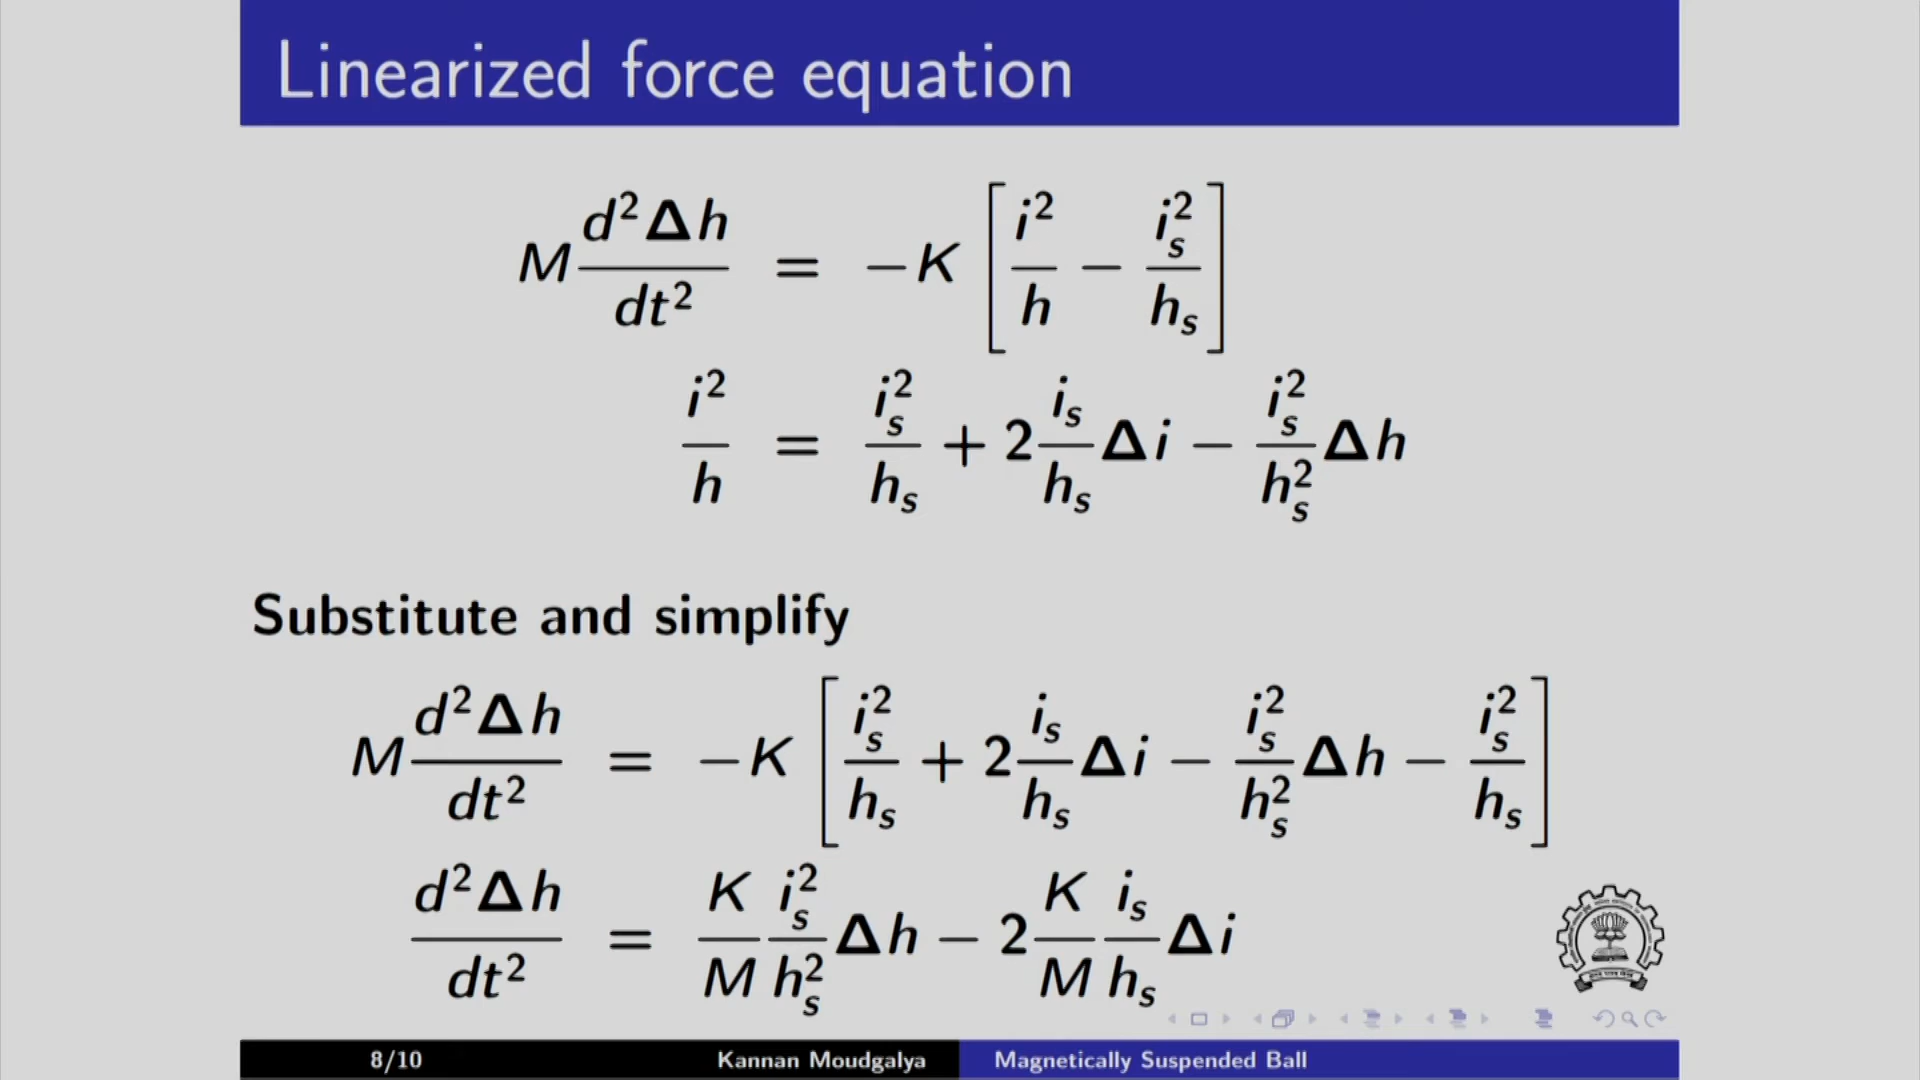 Linearized force equation
M d²Δh/dt² = −K [ i²/h − i_s²/h_s ]
i²/h = i_s²/h_s + 2 i_s/h_s Δi − i_s²/h_s² Δh
Substitute and simplify
M d²Δh/dt² = −K [ i_s²/h_s + 2 i_s/h_s Δi − i_s²/h_s² Δh − i_s²/h_s ]
d²Δh/dt² = K/M i_s²/h_s² Δh − 2 K/M i_s/h_s Δi
8/10 Kannan Moudgalya Magnetically Suspended Ball